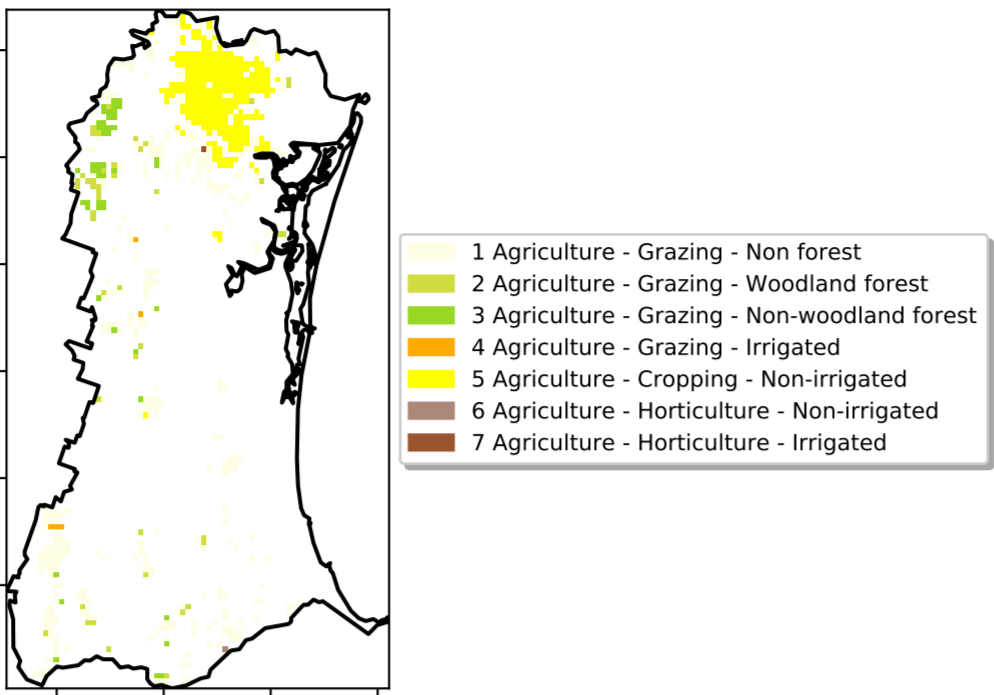 1 Agriculture - Grazing - Non forest
2 Agriculture - Grazing - Woodland forest
3 Agriculture - Grazing - Non-woodland forest
4 Agriculture - Grazing - Irrigated
5 Agriculture - Cropping - Non-irrigated
6 Agriculture - Horticulture - Non-irrigated
7 Agriculture - Horticulture - Irrigated